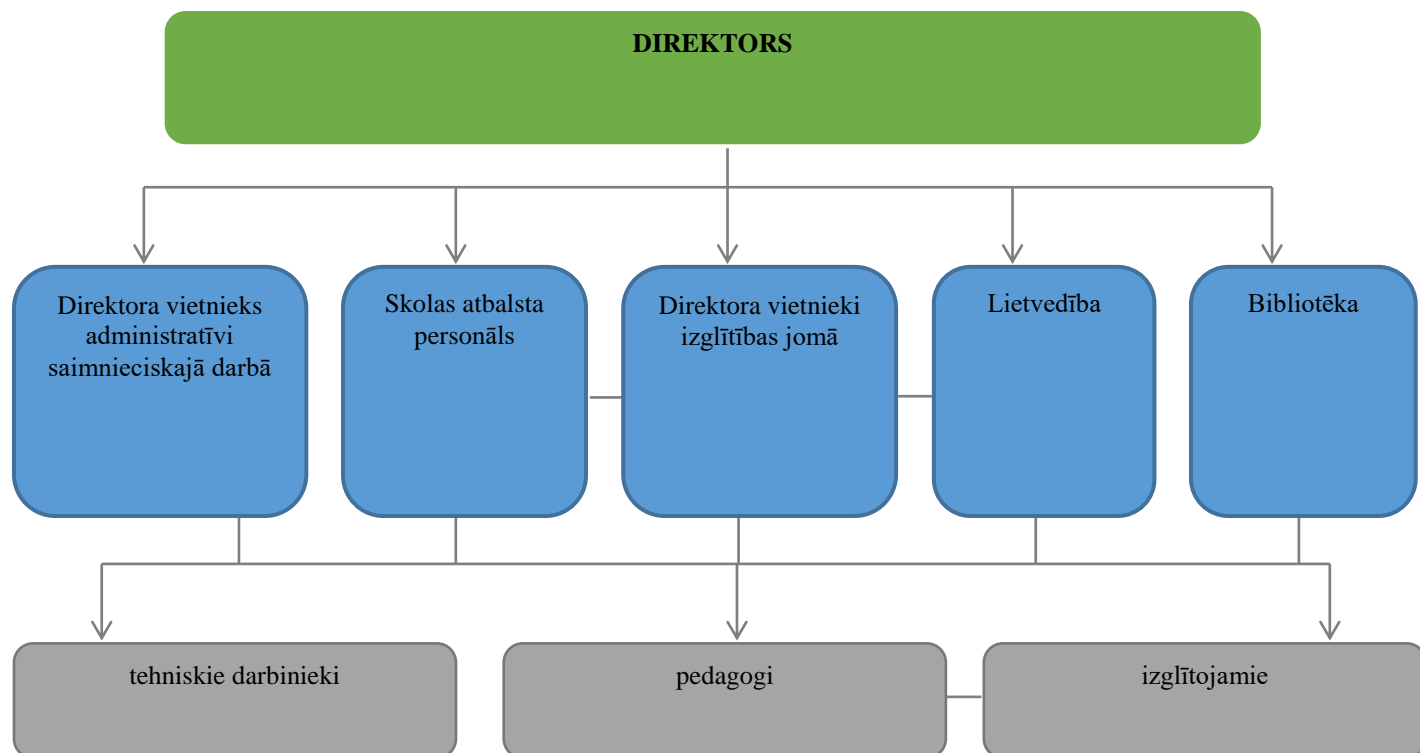 DIREKTORS
Direktora vietnieks
administratīvi
saimnieciskajā darbā
Skolas atbalsta
personāls
Direktora vietnieki
izglītības jomā
Lietvedība
Bibliotēka
tehniskie darbinieki
pedagogi
izglītojamie